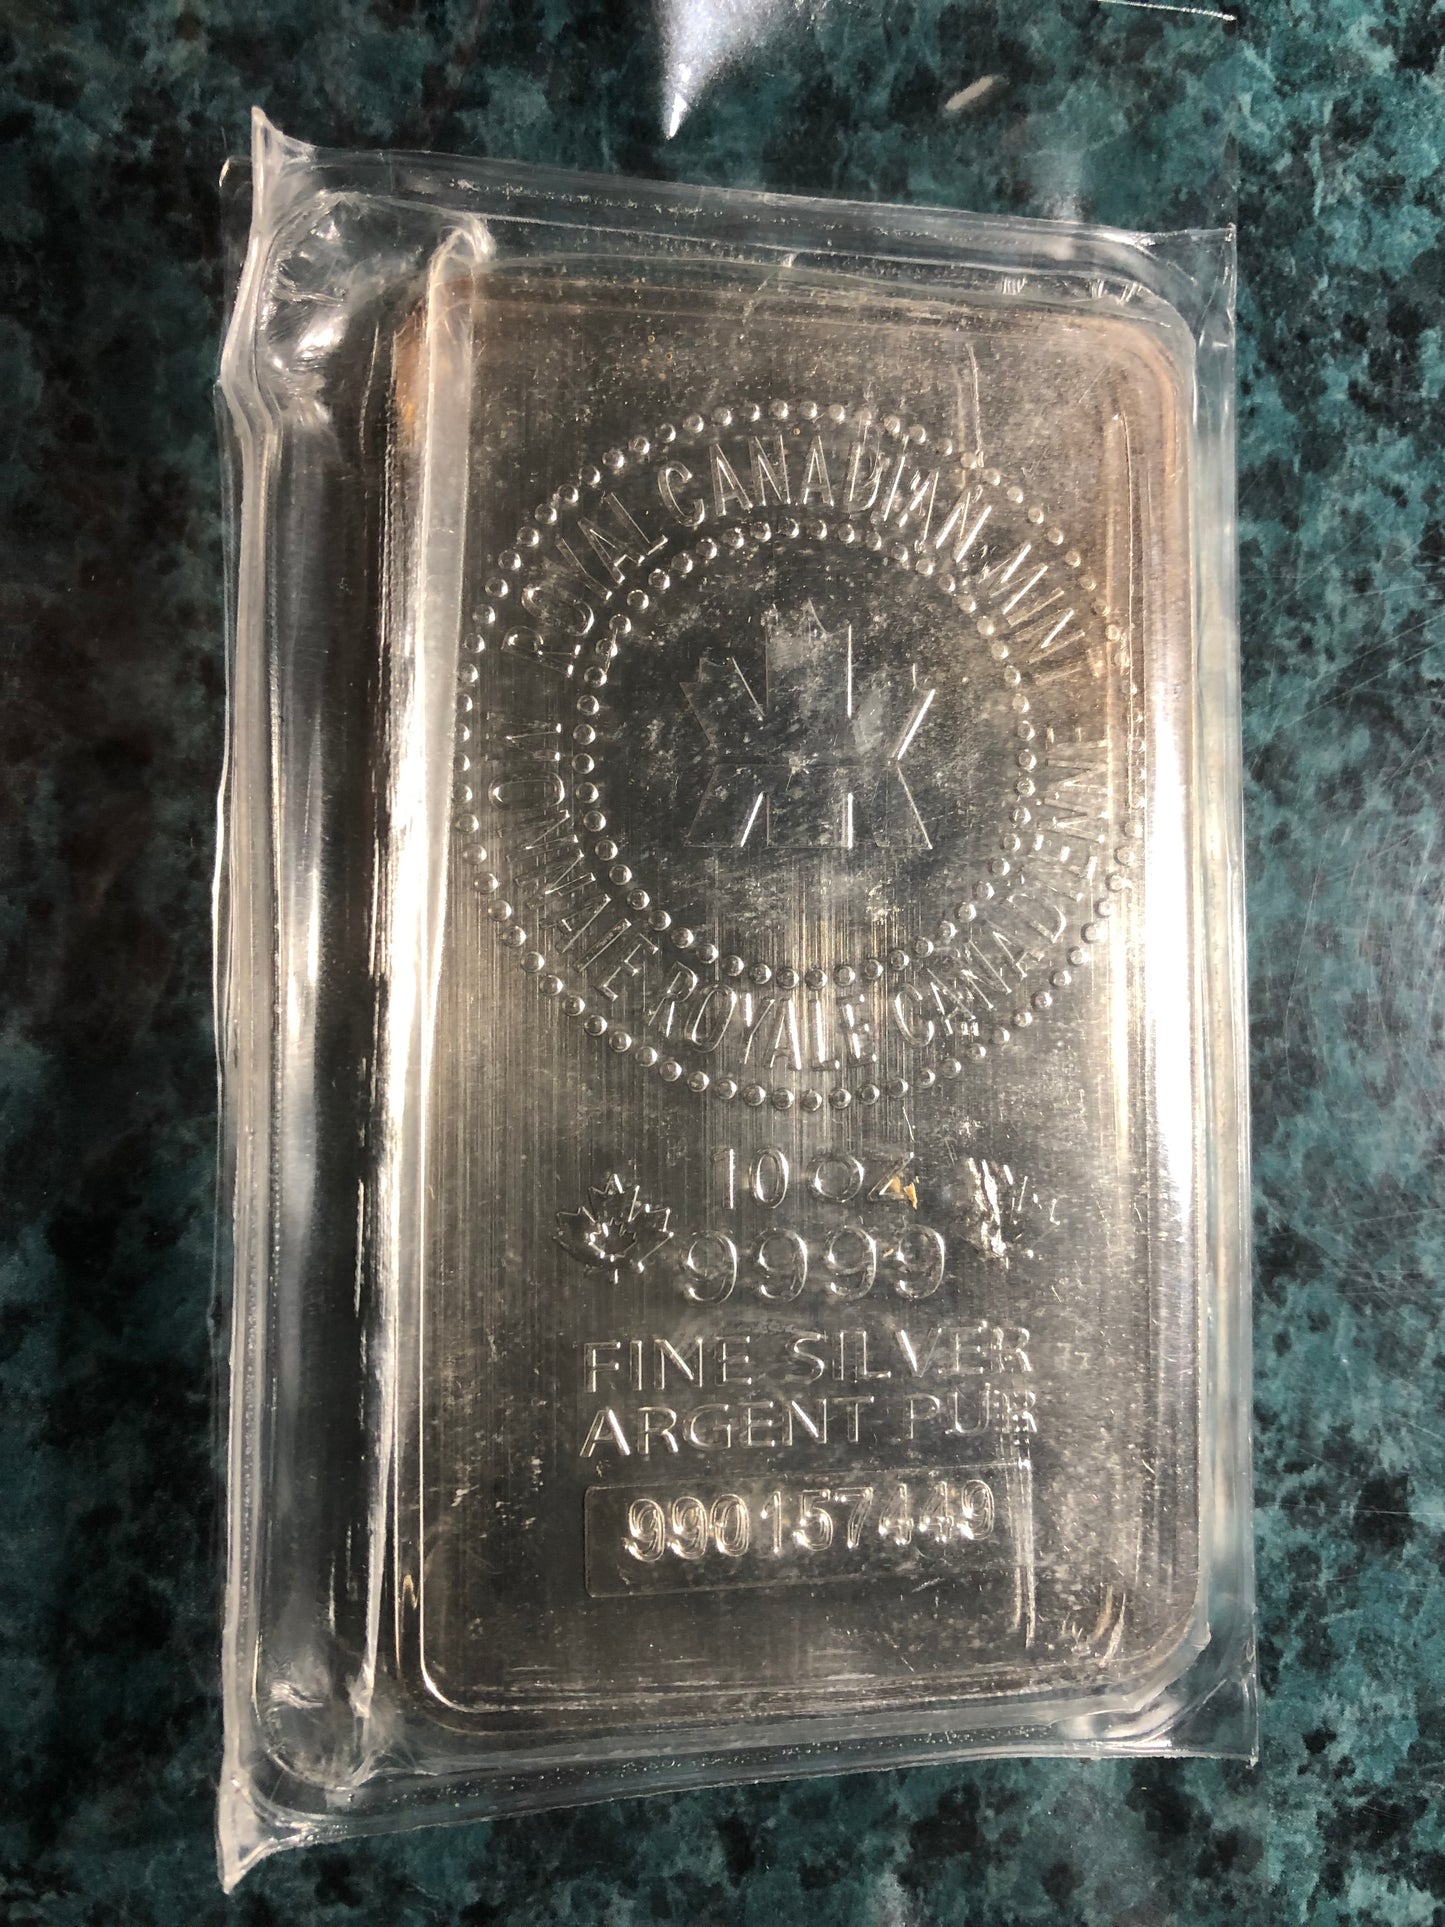 ROYAL CANADIAN MINT
MONNAIE ROYALE CANADIENNE
10 OZ
9999
FINE SILVER
ARGENT PUR
990157449